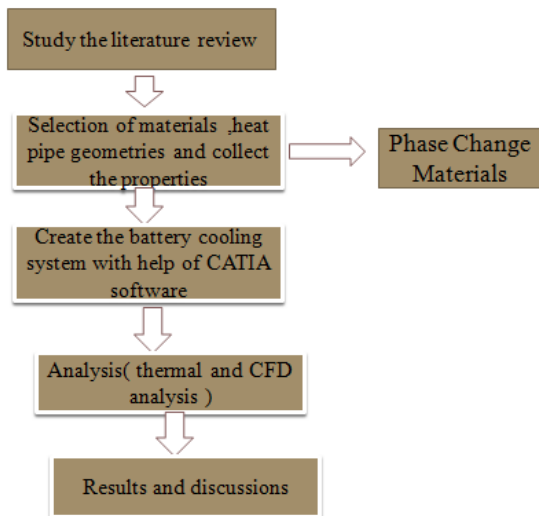 Study the literature review
Selection of materials ,heat
pipe geometries and collect
the properties
Phase Change
Materials
Create the battery cooling
system with help of CATIA
software
Analysis( thermal and CFD
analysis )
Results and discussions